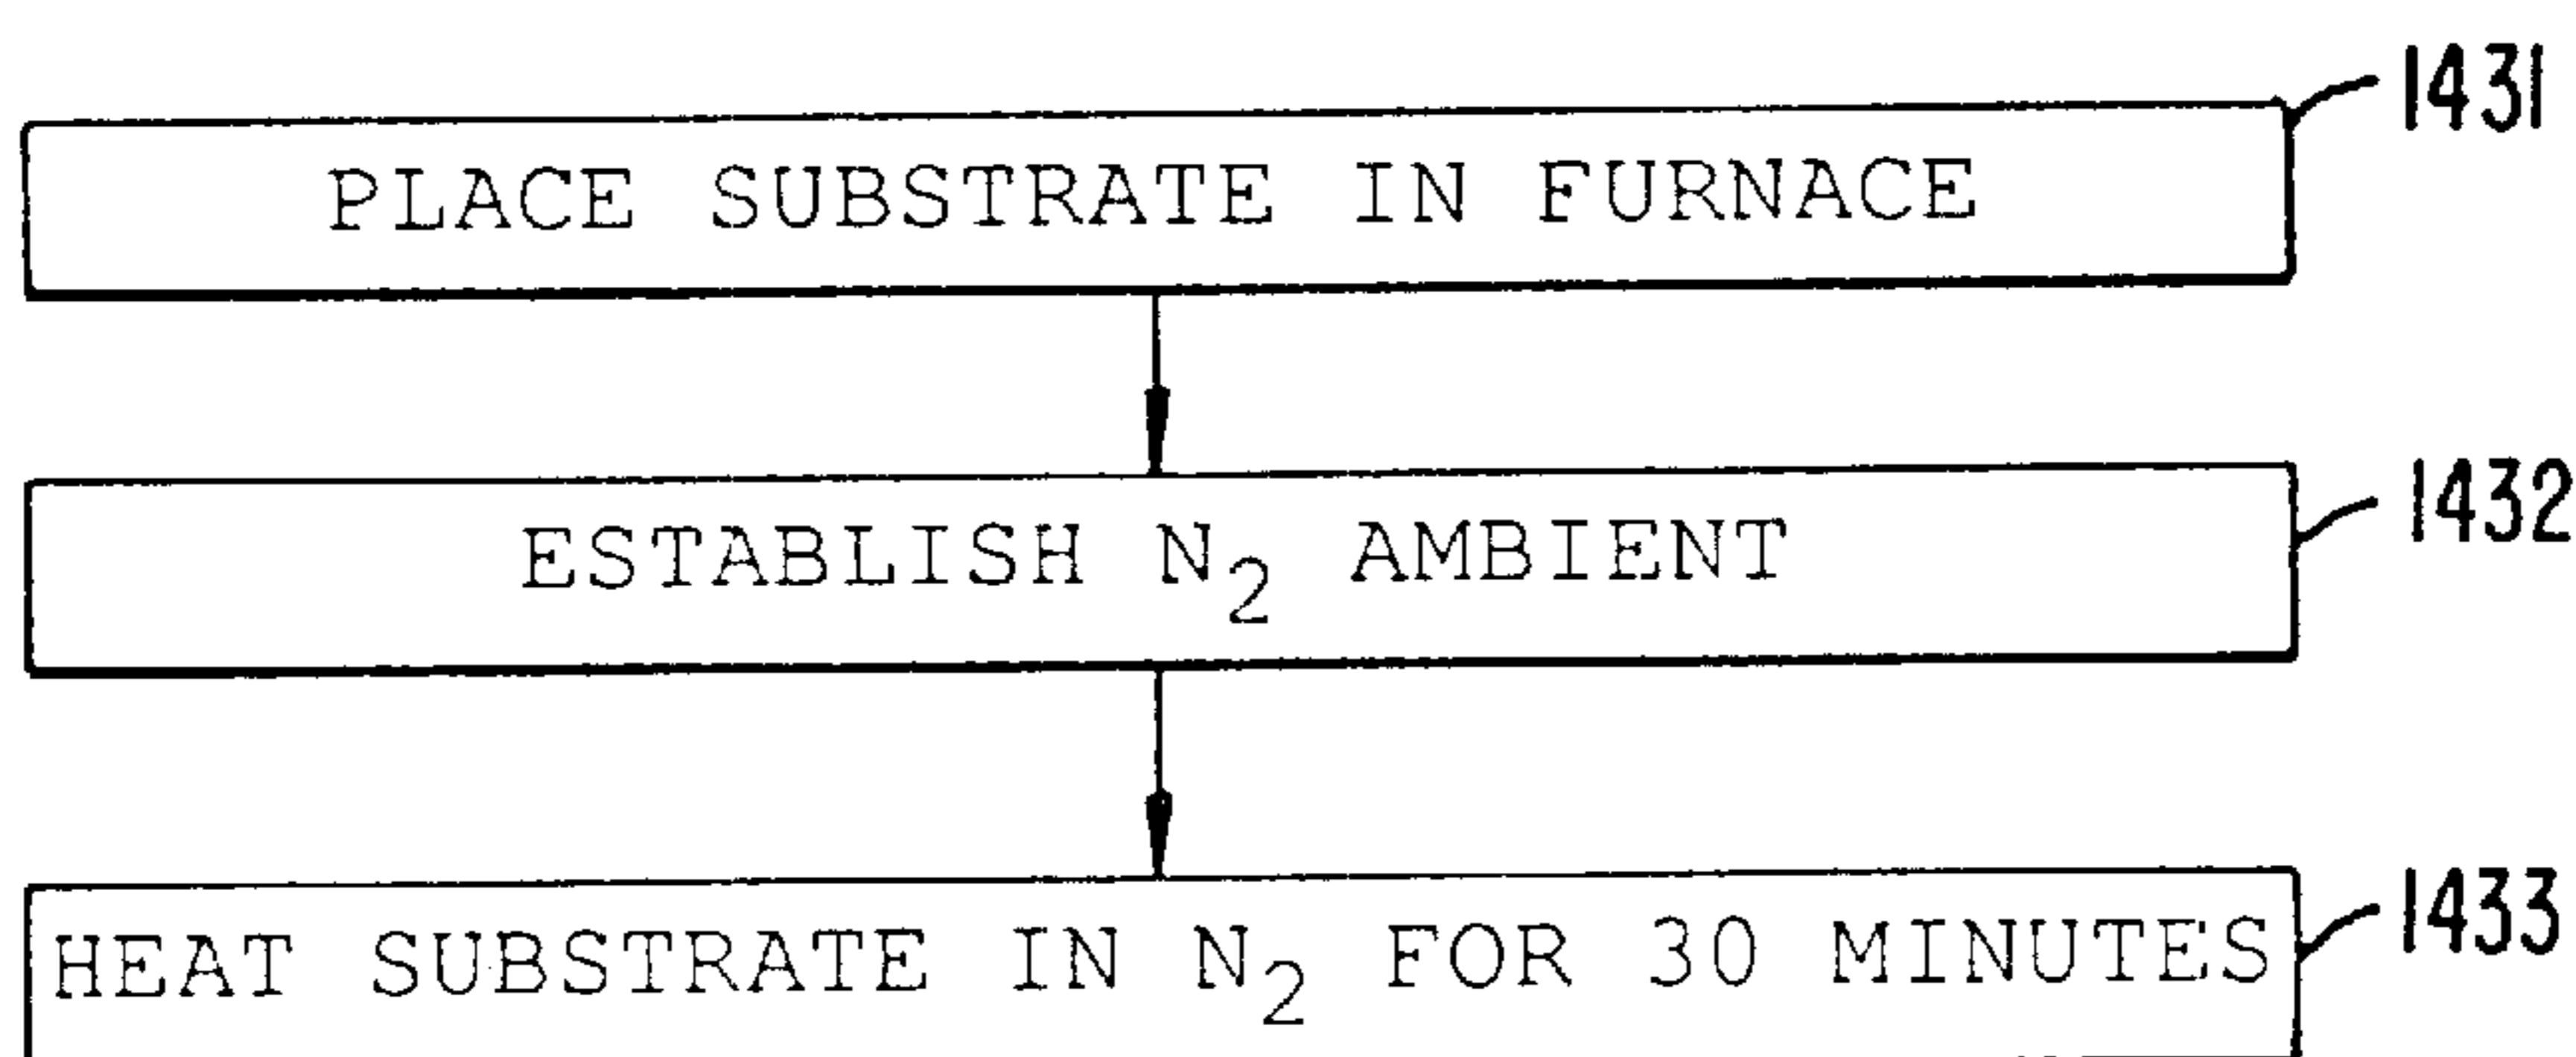 1431
PLACE SUBSTRATE IN FURNACE
1432
ESTABLISH N₂ AMBIENT
1433
HEAT SUBSTRATE IN N₂ FOR 30 MINUTES